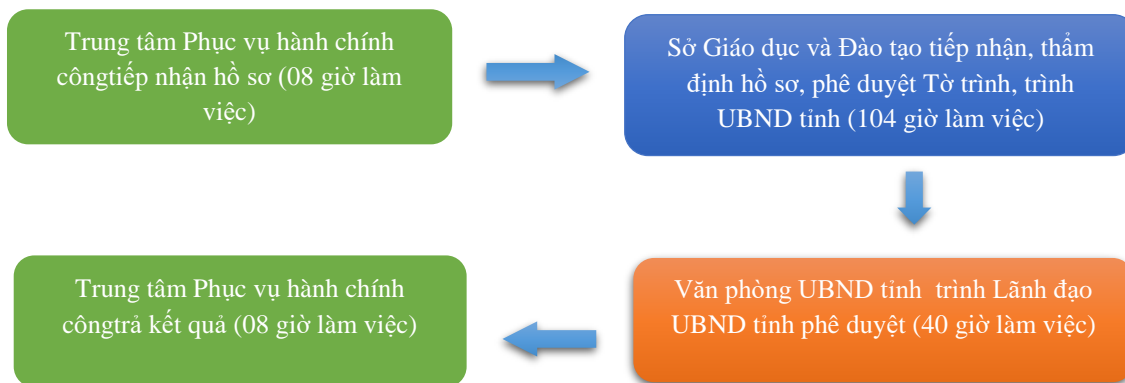 Trung tâm Phục vụ hành chính
côngtiếp nhận hồ sơ (08 giờ làm
việc)
Sở Giáo dục và Đào tạo tiếp nhận, thẩm
định hồ sơ, phê duyệt Tờ trình, trình
UBND tỉnh (104 giờ làm việc)
Văn phòng UBND tỉnh  trình Lãnh đạo
UBND tỉnh phê duyệt (40 giờ làm việc)
Trung tâm Phục vụ hành chính
côngtrả kết quả (08 giờ làm việc)